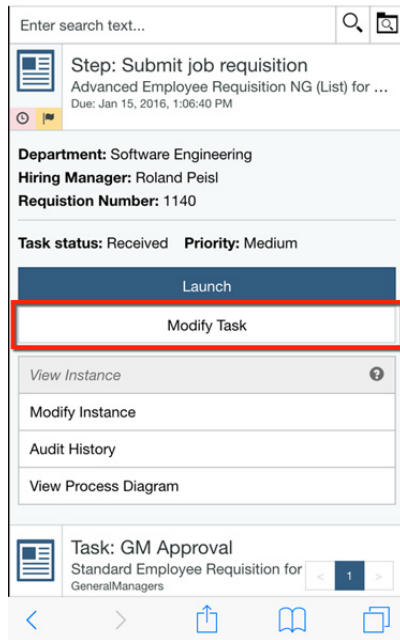 Enter search text...
Step: Submit job requisition
Advanced Employee Requisition NG (List) for ...
Due: Jan 15, 2016, 1:06:40 PM
Department: Software Engineering
Hiring Manager: Roland Peisl
Requistion Number: 1140
Task status: Received Priority: Medium
Launch
Modify Task
View Instance
Modify Instance
Audit History
View Process Diagram
Task: GM Approval
Standard Employee Requisition for
< 1 >
GeneralManagers